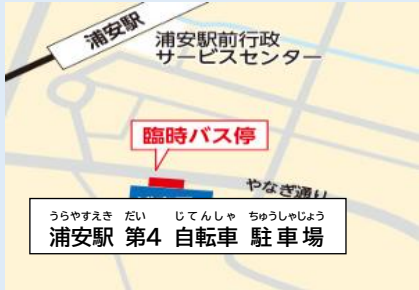 浦安駅
浦安駅前行政
サービスセンター
臨時バス停
やなぎ通り
うらやすえき だい じてんしゃ ちゅうしゃじょう
浦安駅 第4 自転車 駐車場